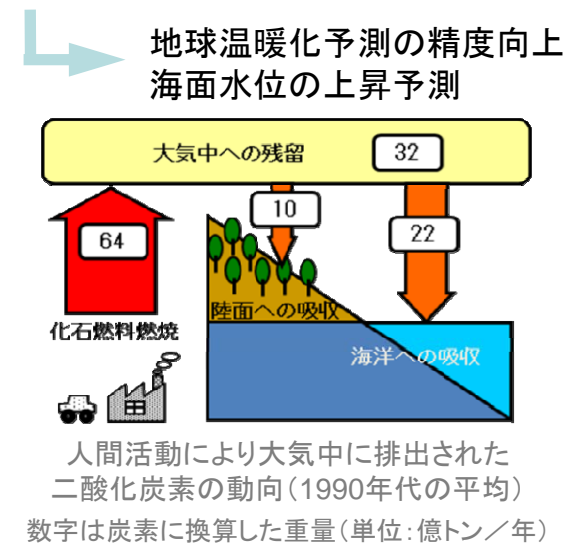 地球温暖化予測の精度向上
海面水位の上昇予測
大気中への残留 32
10
22
64
陸面への吸収
化石燃料燃焼
海洋への吸収
人間活動により大気中に排出された
二酸化炭素の動向(1990年代の平均)
数字は炭素に換算した重量(単位:億トン/年)